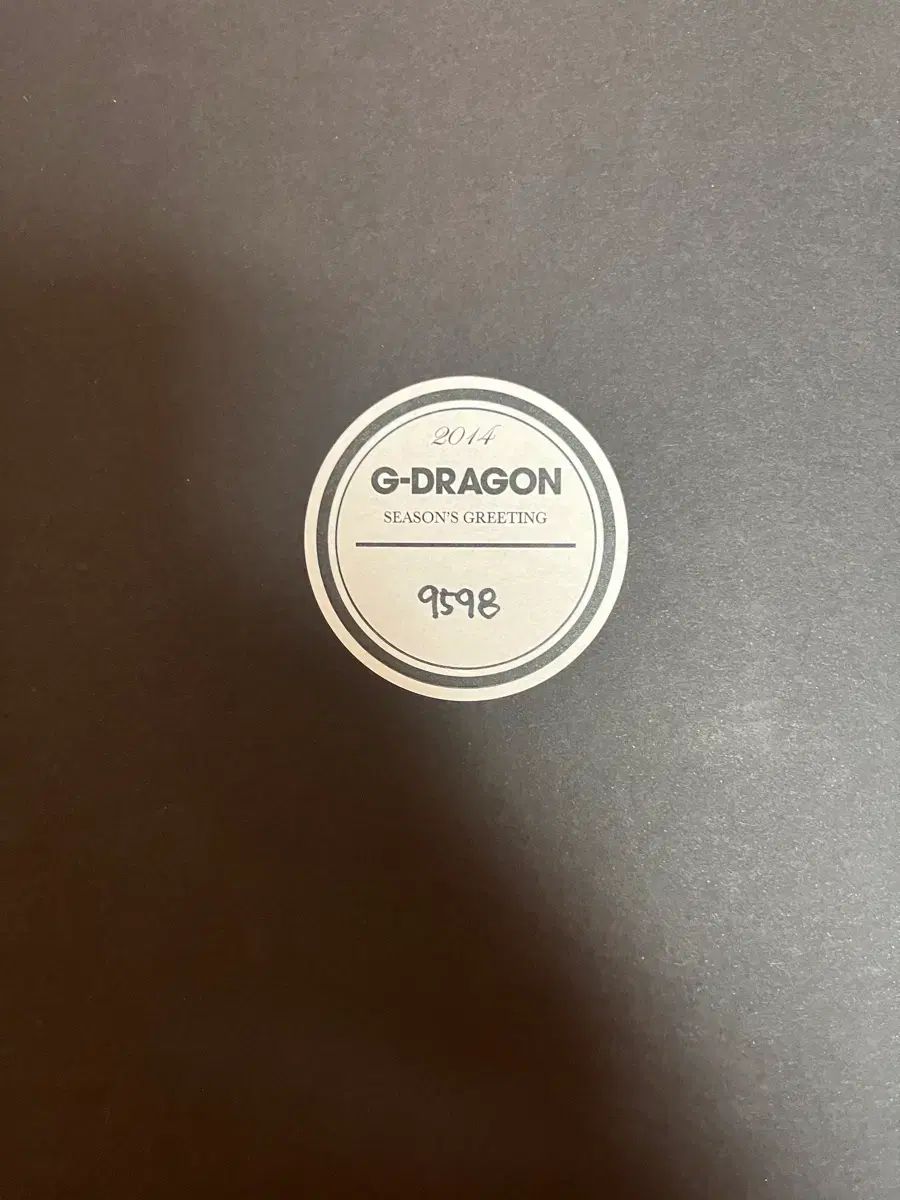 2014
G-DRAGON
SEASON'S GREETING
9598